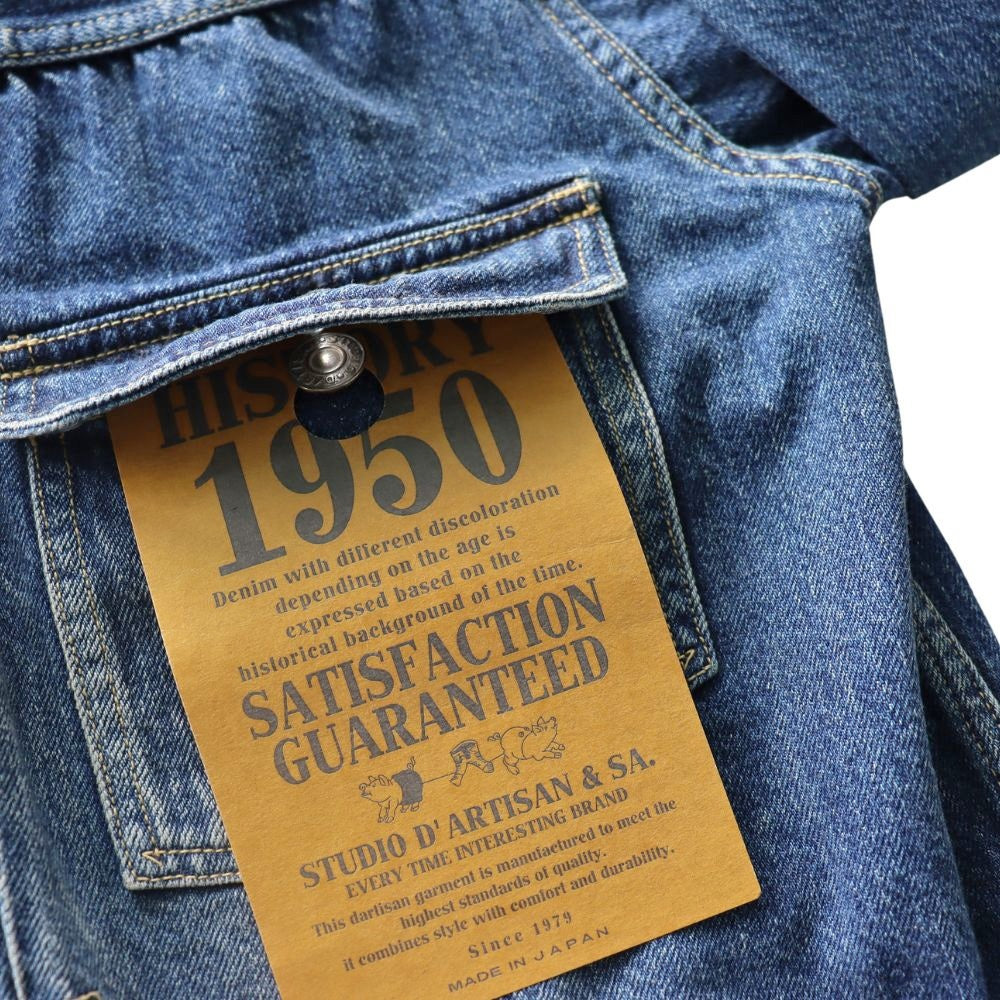 HISTORY
1950
Denim with different discoloration
depending on the age is
expressed based on the
historical background of the time.
SATISFACTION
GUARANTEED
STUDIO D'ARTISAN & SA.
EVERY TIME INTERESTING BRAND
This dartisan garment is manufactured to meet the
highest standards of quality.
it combines style with comfort and durability.
Since 1979
MADE IN JAPAN